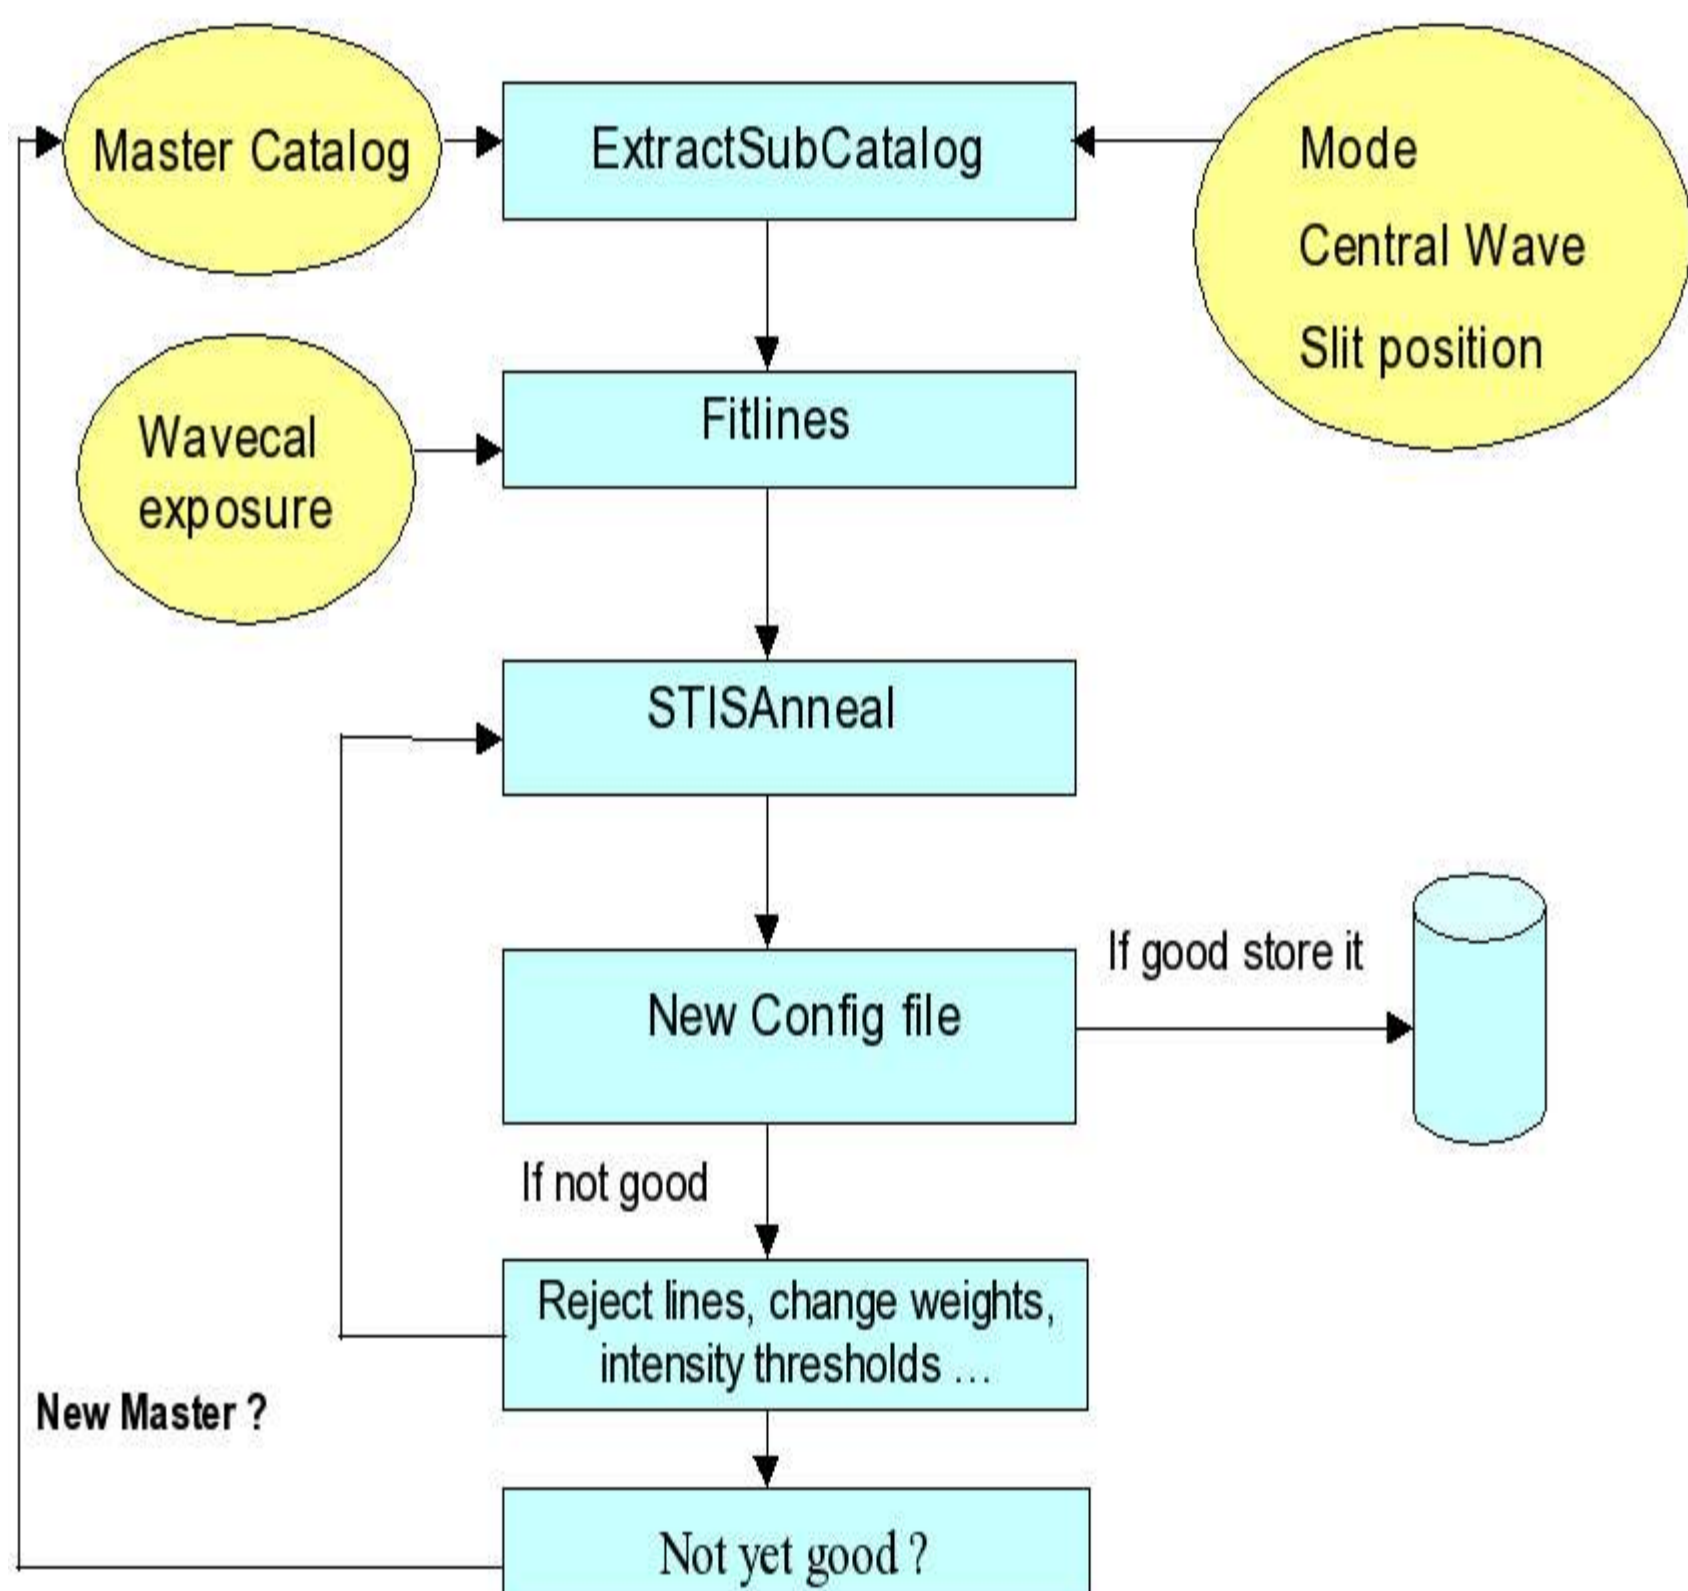 Master Catalog
ExtractSubCatalog
Mode
Central Wave
Slit position
Wavecal
exposure
Fitlines
STISAnneal
New Config file
If good store it
If not good
Reject lines, change weights,
intensity thresholds ...
New Master ?
Not yet good ?